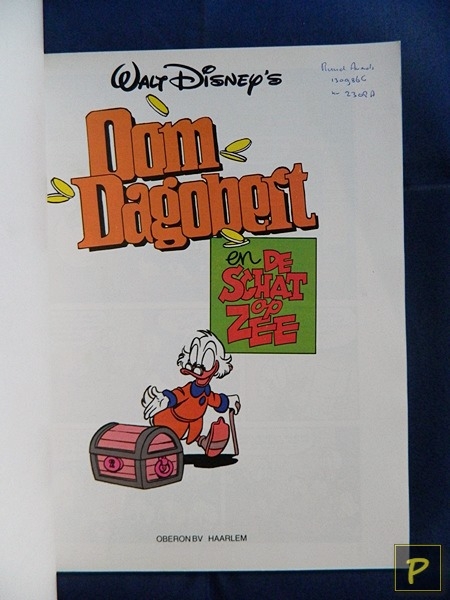 WALT DISNEY'S
Oom
Dagobert
en DE
SCHAT
op
ZEE
OBERON BV HAARLEM
P